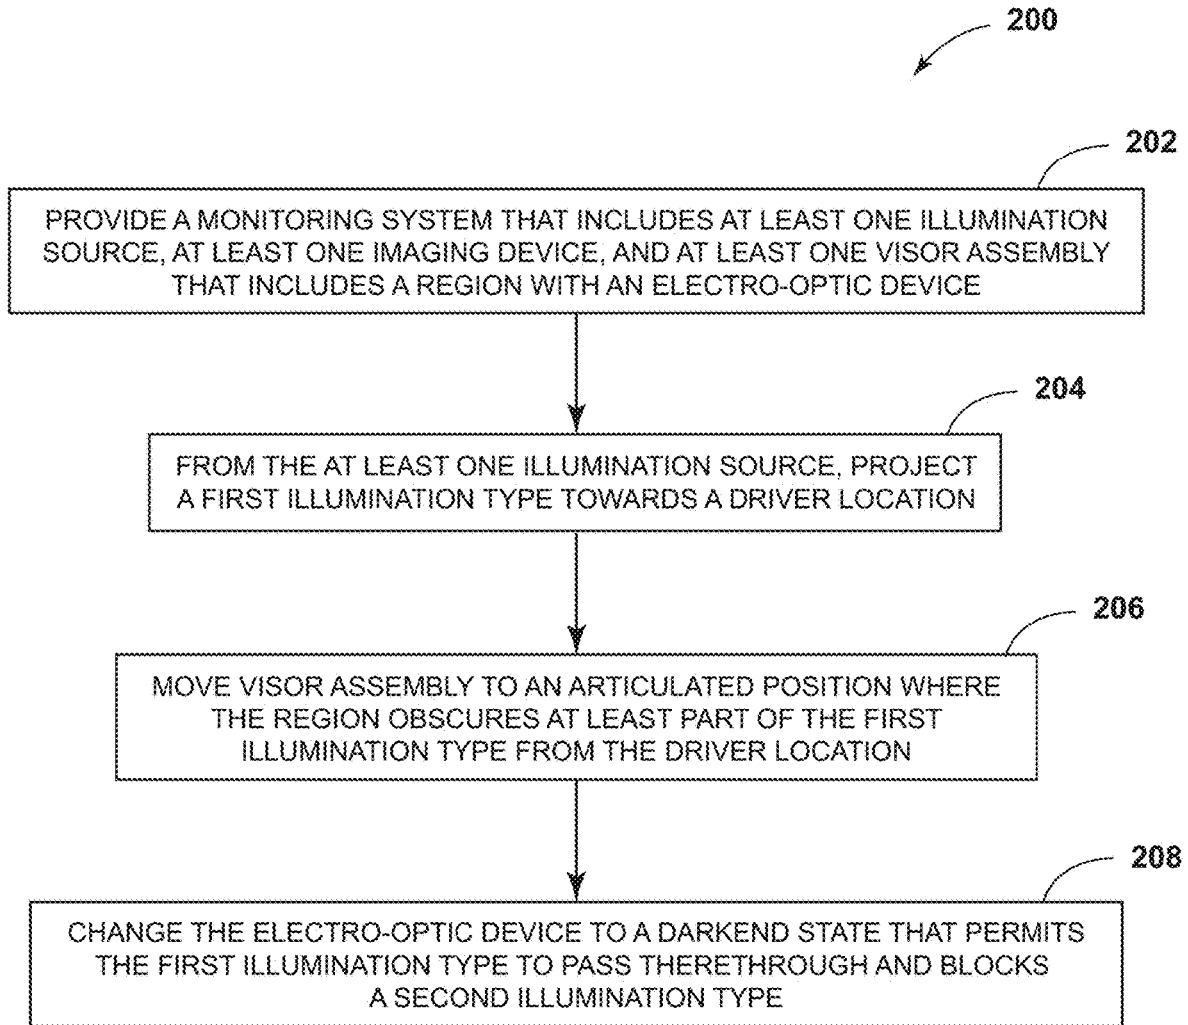 200
202
PROVIDE A MONITORING SYSTEM THAT INCLUDES AT LEAST ONE ILLUMINATION
SOURCE, AT LEAST ONE IMAGING DEVICE, AND AT LEAST ONE VISOR ASSEMBLY
THAT INCLUDES A REGION WITH AN ELECTRO-OPTIC DEVICE
204
FROM THE AT LEAST ONE ILLUMINATION SOURCE, PROJECT
A FIRST ILLUMINATION TYPE TOWARDS A DRIVER LOCATION
206
MOVE VISOR ASSEMBLY TO AN ARTICULATED POSITION WHERE
THE REGION OBSCURES AT LEAST PART OF THE FIRST
ILLUMINATION TYPE FROM THE DRIVER LOCATION
208
CHANGE THE ELECTRO-OPTIC DEVICE TO A DARKEND STATE THAT PERMITS
THE FIRST ILLUMINATION TYPE TO PASS THERETHROUGH AND BLOCKS
A SECOND ILLUMINATION TYPE